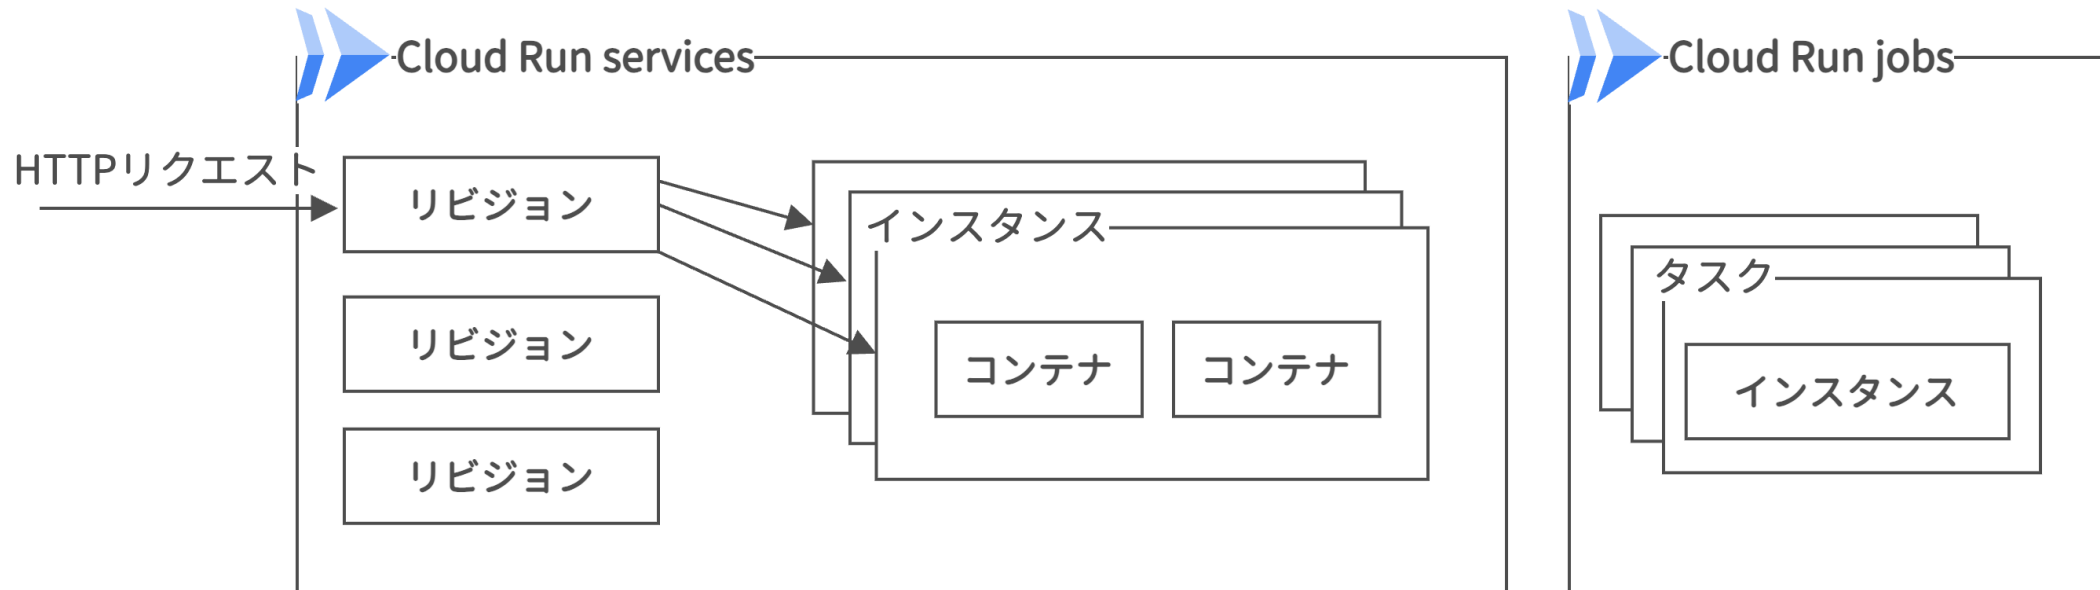 Cloud Run services
HTTPリクエスト
リビジョン
リビジョン
リビジョン
インスタンス
コンテナ
コンテナ
Cloud Run jobs
タスク
インスタンス